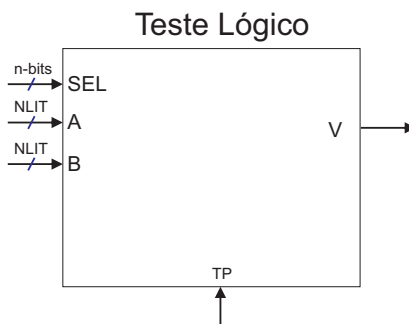 Teste Lógico
n-bits
SEL
NLIT
A
NLIT
B
V
TP